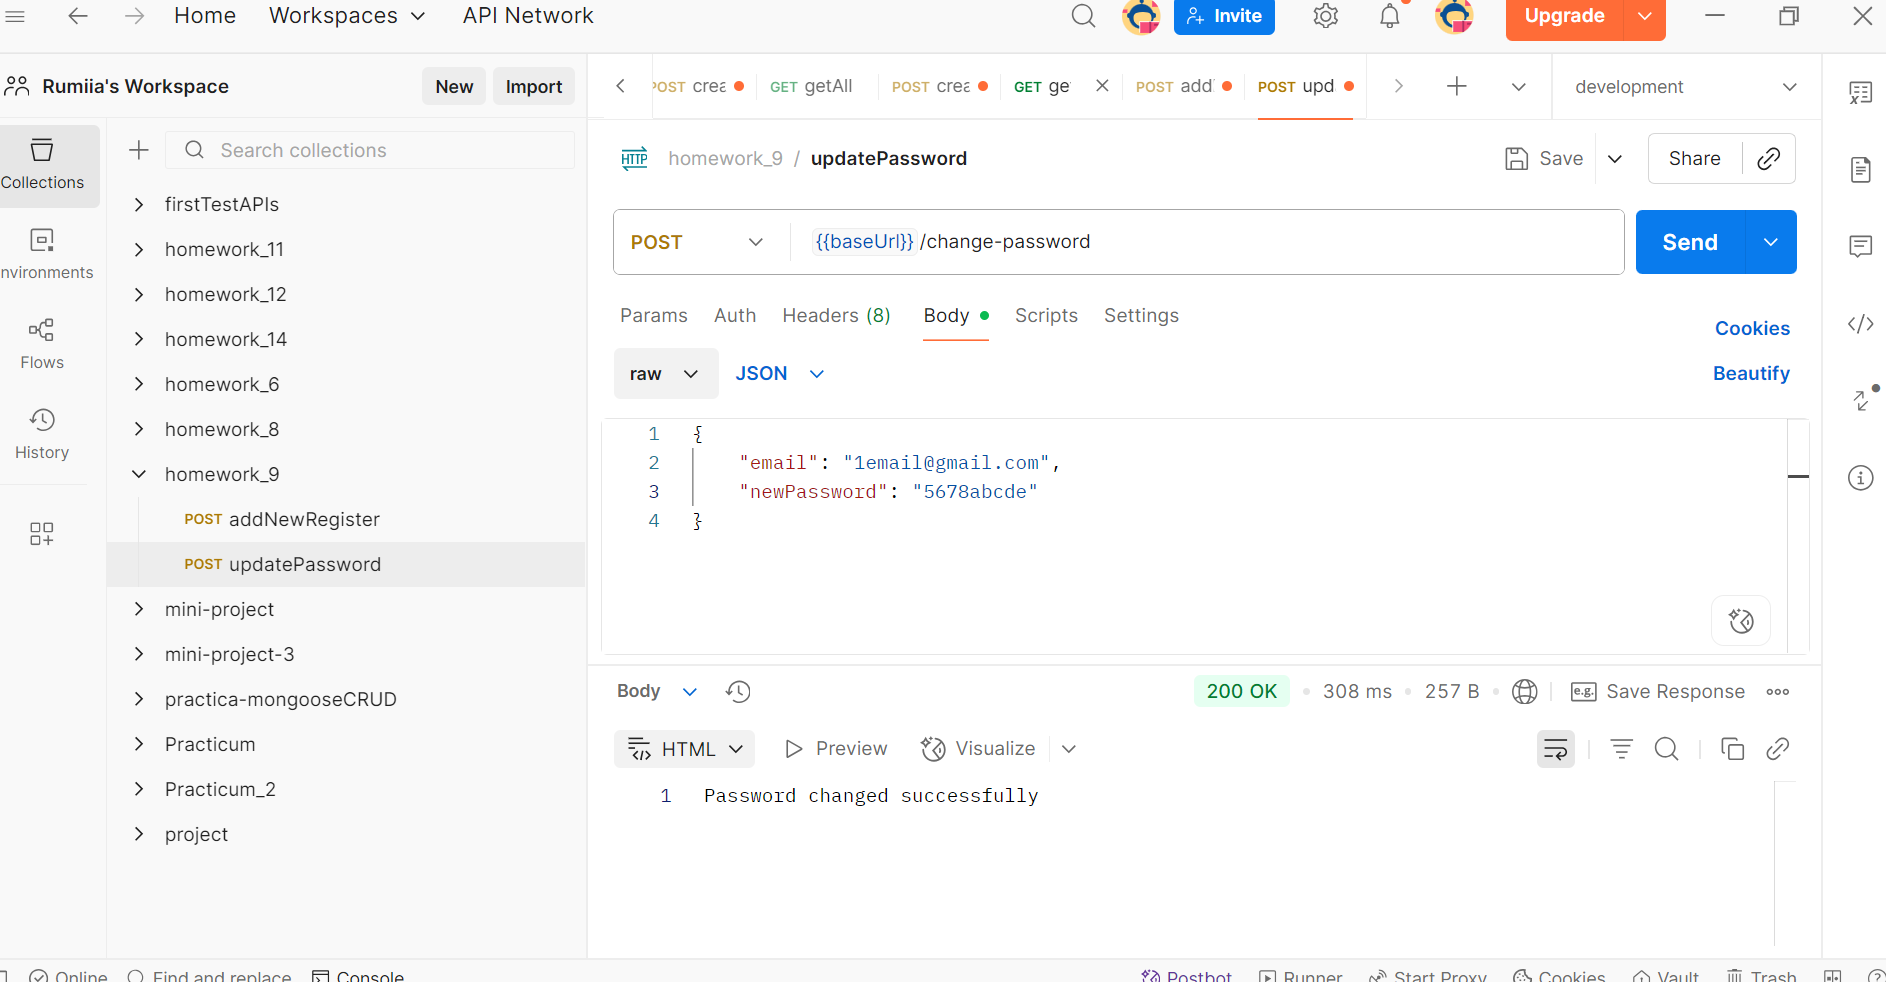 Home Workspaces API Network Invite Upgrade
Rumiia's Workspace New Import
POST crea GET getAll POST crea GET ge POST add POST upd development
Collections
Environments
Flows
History
Search collections
firstTestAPIs
homework_11
homework_12
homework_14
homework_6
homework_8
homework_9
POST addNewRegister
POST updatePassword
mini-project
mini-project-3
practica-mongooseCRUD
Practicum
Practicum_2
project
HTTP homework_9 / updatePassword Save Share
POST {{baseUrl}} /change-password Send
Params Auth Headers (8) Body Scripts Settings Cookies
raw JSON Beautify
1 {
2 "email": "1email@gmail.com",
3 "newPassword": "5678abcde"
4 }
Body 200 OK 308 ms 257 B e.g. Save Response
HTML Preview Visualize
1 Password changed successfully
Online Find and replace Console Postbot Runner Start Proxy Cookies Vault Trash